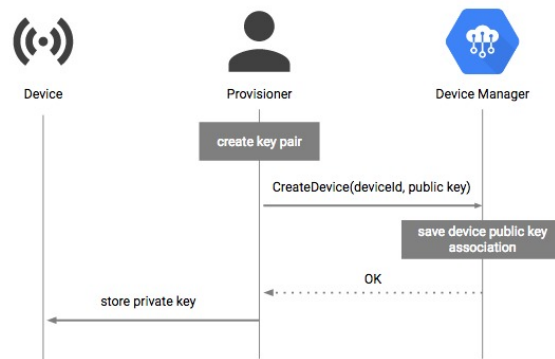 Device
Provisioner
Device Manager
create key pair
CreateDevice(deviceId, public key)
save device public key
association
OK
store private key